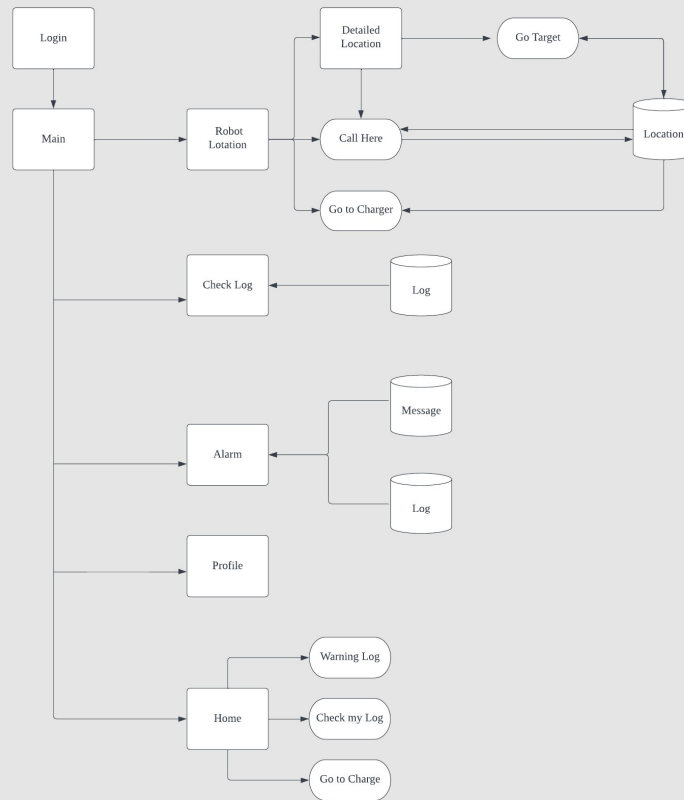 Login
Detailed
Location
Go Target
Main
Robot
Lotation
Call Here
Location
Go to Charger
Check Log
Log
Message
Alarm
Log
Profile
Warning Log
Home
Check my Log
Go to Charge